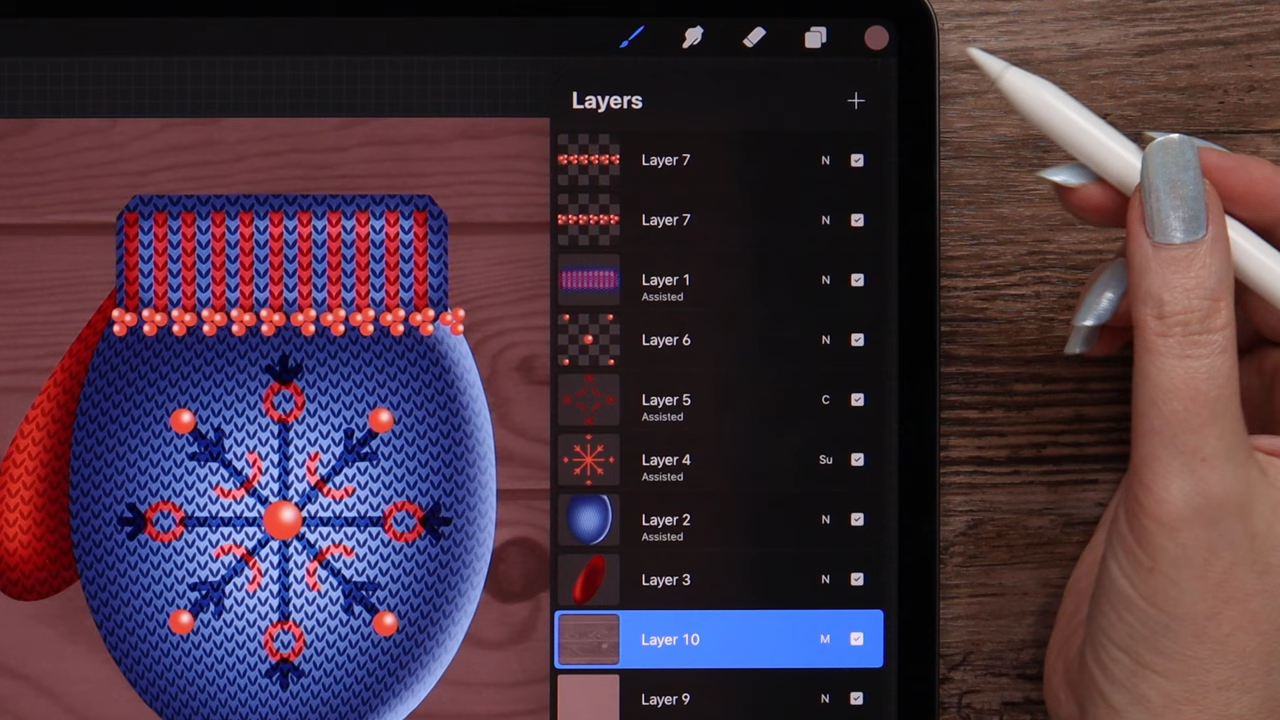 Layers
Layer 7
N
Layer 7
N
Layer 1
N
Assisted
Layer 6
N
Layer 5
C
Assisted
Layer 4
Su
Assisted
Layer 2
N
Assisted
Layer 3
N
Layer 10
M
Layer 9
N